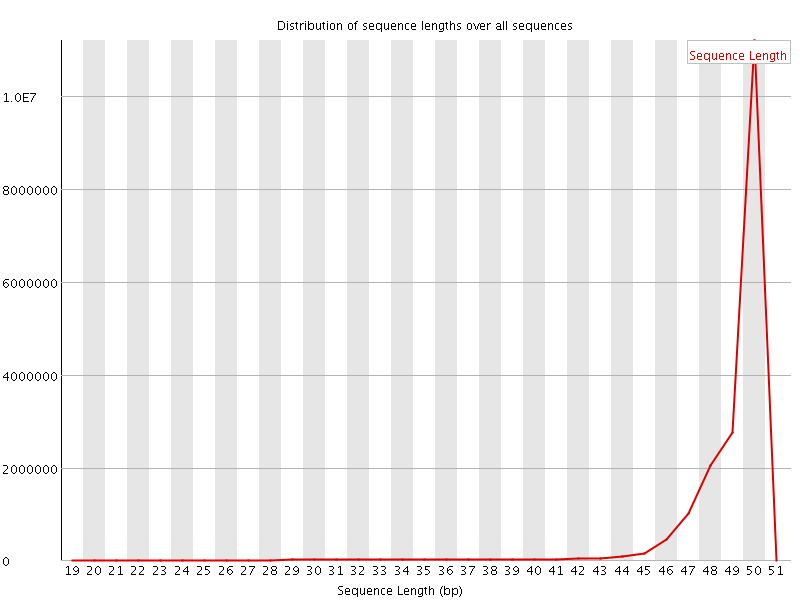 Distribution of sequence lengths over all sequences
Sequence Length
1.0E7
8000000
6000000
4000000
2000000
0
19 20 21 22 23 24 25 26 27 28 29 30 31 32 33 34 35 36 37 38 39 40 41 42 43 44 45 46 47 48 49 50 51
Sequence Length (bp)